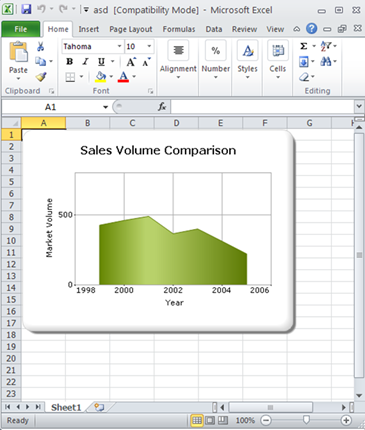 asd [Compatibility Mode] - Microsoft Excel
File Home Insert Page Layout Formulas Data Review View
Paste
Tahoma 10
B I U A A
A
Alignment
%
Number
A
Styles
Cells
Σ
Clipboard Font Editing
A1 fx
A B C D E F G H
1
2
3
4
5
6
7
8
9
10
11
12
13
14
15
16
17
18
19
20
21
22
23
Sales Volume Comparison
Market Volume
500
0
1998 2000 2002 2004 2006
Year
Sheet1
Ready 100%